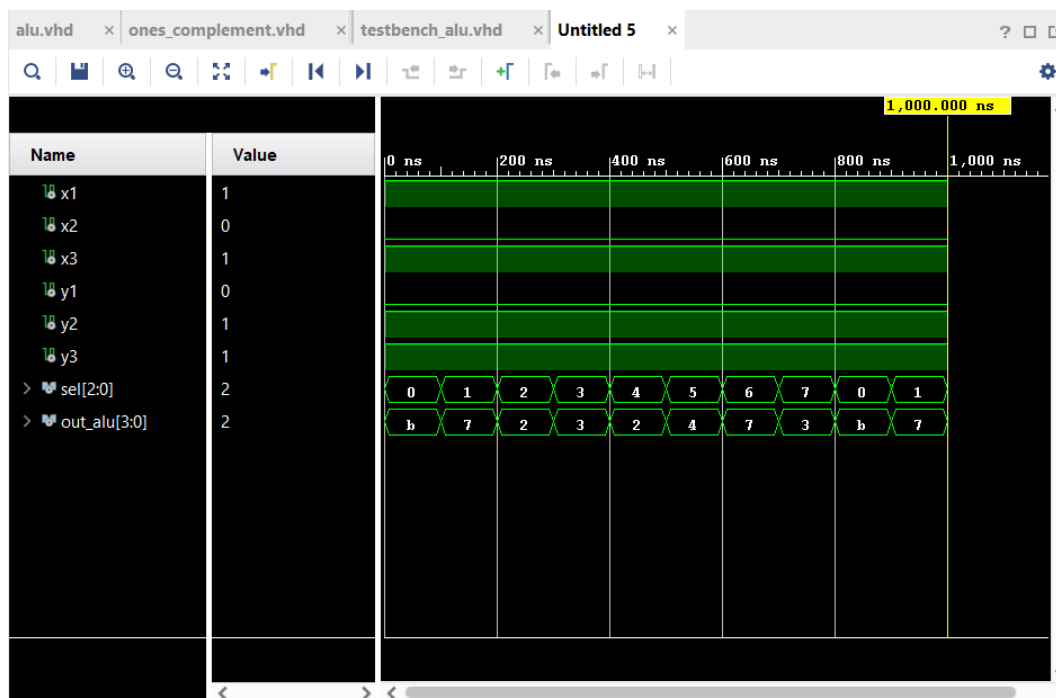 alu.vhd × ones_complement.vhd × testbench_alu.vhd × Untitled 5 × ?
1,000.000 ns
Name Value 0 ns 200 ns 400 ns 600 ns 800 ns 1,000 ns
x1 1
x2 0
x3 1
y1 0
y2 1
y3 1
> sel[2:0] 2 0 1 2 3 4 5 6 7 0 1
> out_alu[3:0] 2 b 7 2 3 2 4 7 3 b 7